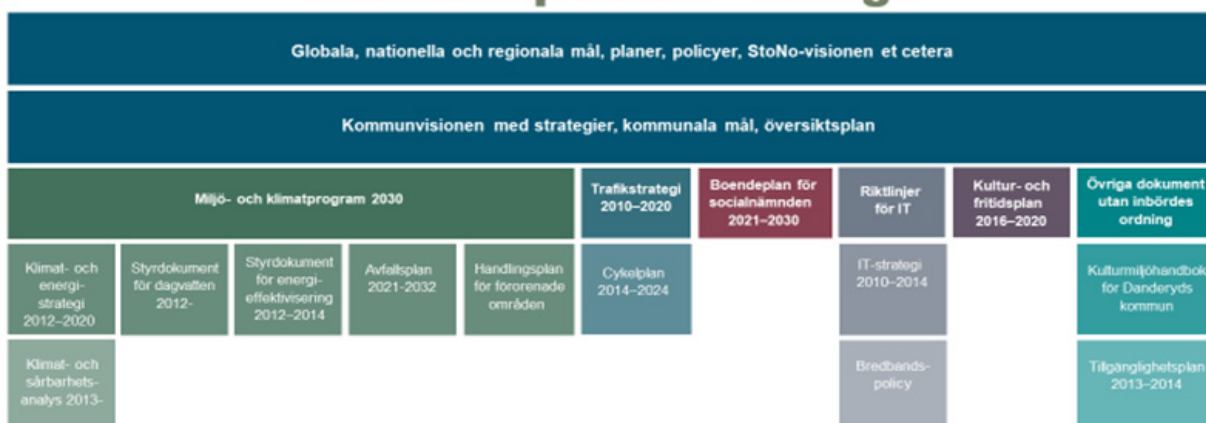 Globala, nationella och regionala mål, planer, policyer, StoNo-visionen et cetera
Kommunvisionen med strategier, kommunala mål, översiktsplan
Miljö- och klimatprogram 2030
Trafikstrategi
2010–2020
Boendeplan för
socialnämnden
2021–2030
Riktlinjer
för IT
Kultur- och
fritidsplan
2016–2020
Övriga dokument
utan inbördes
ordning
Klimat- och
energi-
strategi
2012–2020
Styrdokument
för dagvatten
2012-
Styrdokument
för energi-
effektivisering
2012–2014
Avfallsplan
2021-2032
Handlingsplan
för förorenade
områden
Cykelplan
2014–2024
IT-strategi
2010–2014
Kulturmiljöhandbok
för Danderyds
kommun
Klimat- och
sårbarhets-
analys 2013-
Bredbands-
policy
Tillgänglighetsplan
2013–2014